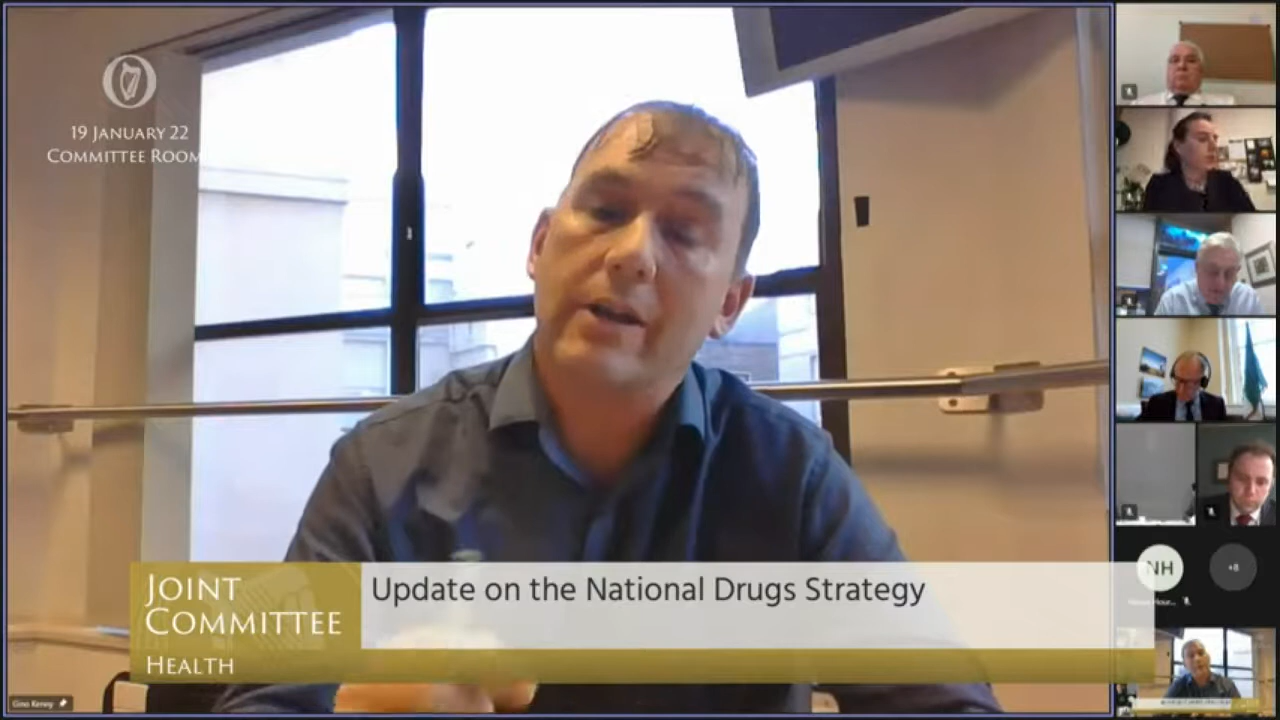 19 January 22
Committee Room
Joint
Committee
Health
Update on the National Drugs Strategy
Gino Kenny
NH
+8